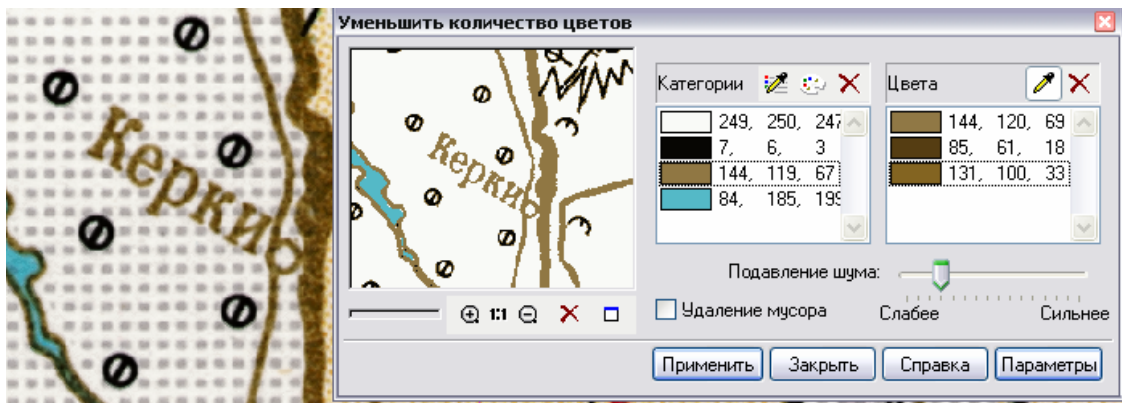 Керки
Уменьшить количество цветов
Керки
Категории
249, 250, 247
7, 6, 3
144, 119, 67
84, 185, 199
Цвета
144, 120, 69
85, 61, 18
131, 100, 33
1:1
Подавление шума:
Удаление мусора
Слабее Сильнее
Применить Закрыть Справка Параметры